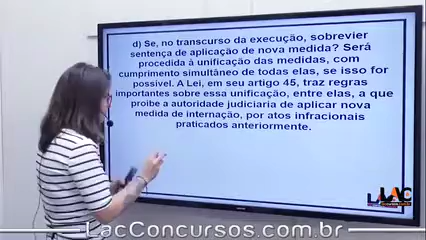 d) Se, no transcurso da execução, sobrevier
sentença de aplicação de nova medida? Será
procedida à unificação das medidas, com
cumprimento simultâneo de todas elas, se isso for
possível. A Lei, em seu artigo 45, traz regras
importantes sobre essa unificação, entre elas, a que
proibe a autoridade judiciaria de aplicar nova
medida de internação, por atos infracionais
praticados anteriormente.
LAC
LacConcursos.com.br